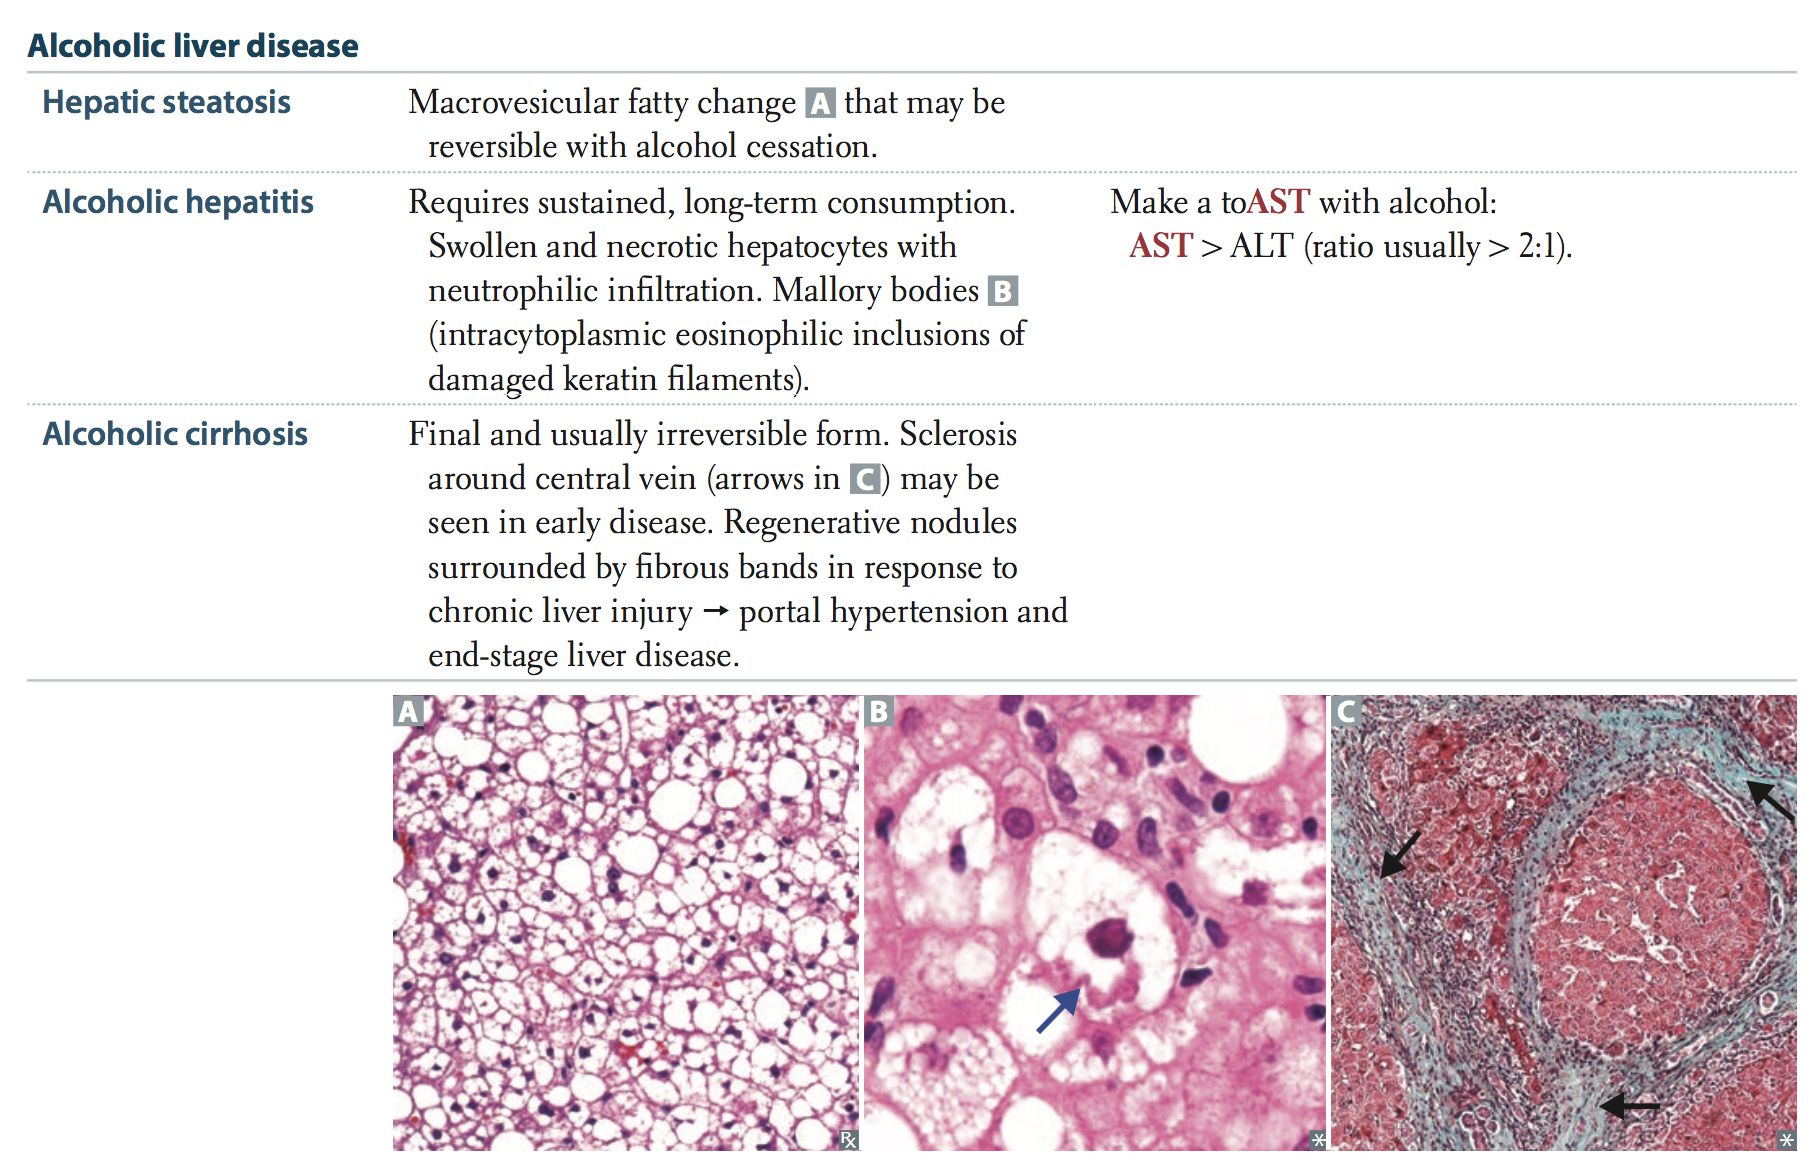 Alcoholic liver disease
Hepatic steatosis
Macrovesicular fatty change A that may be
reversible with alcohol cessation.
Alcoholic hepatitis
Requires sustained, long-term consumption.
Swollen and necrotic hepatocytes with
neutrophilic infiltration. Mallory bodies B
(intracytoplasmic eosinophilic inclusions of
damaged keratin filaments).
Make a toAST with alcohol:
AST > ALT (ratio usually > 2:1).
Alcoholic cirrhosis
Final and usually irreversible form. Sclerosis
around central vein (arrows in C) may be
seen in early disease. Regenerative nodules
surrounded by fibrous bands in response to
chronic liver injury → portal hypertension and
end-stage liver disease.
A
B
C
℞
*
*